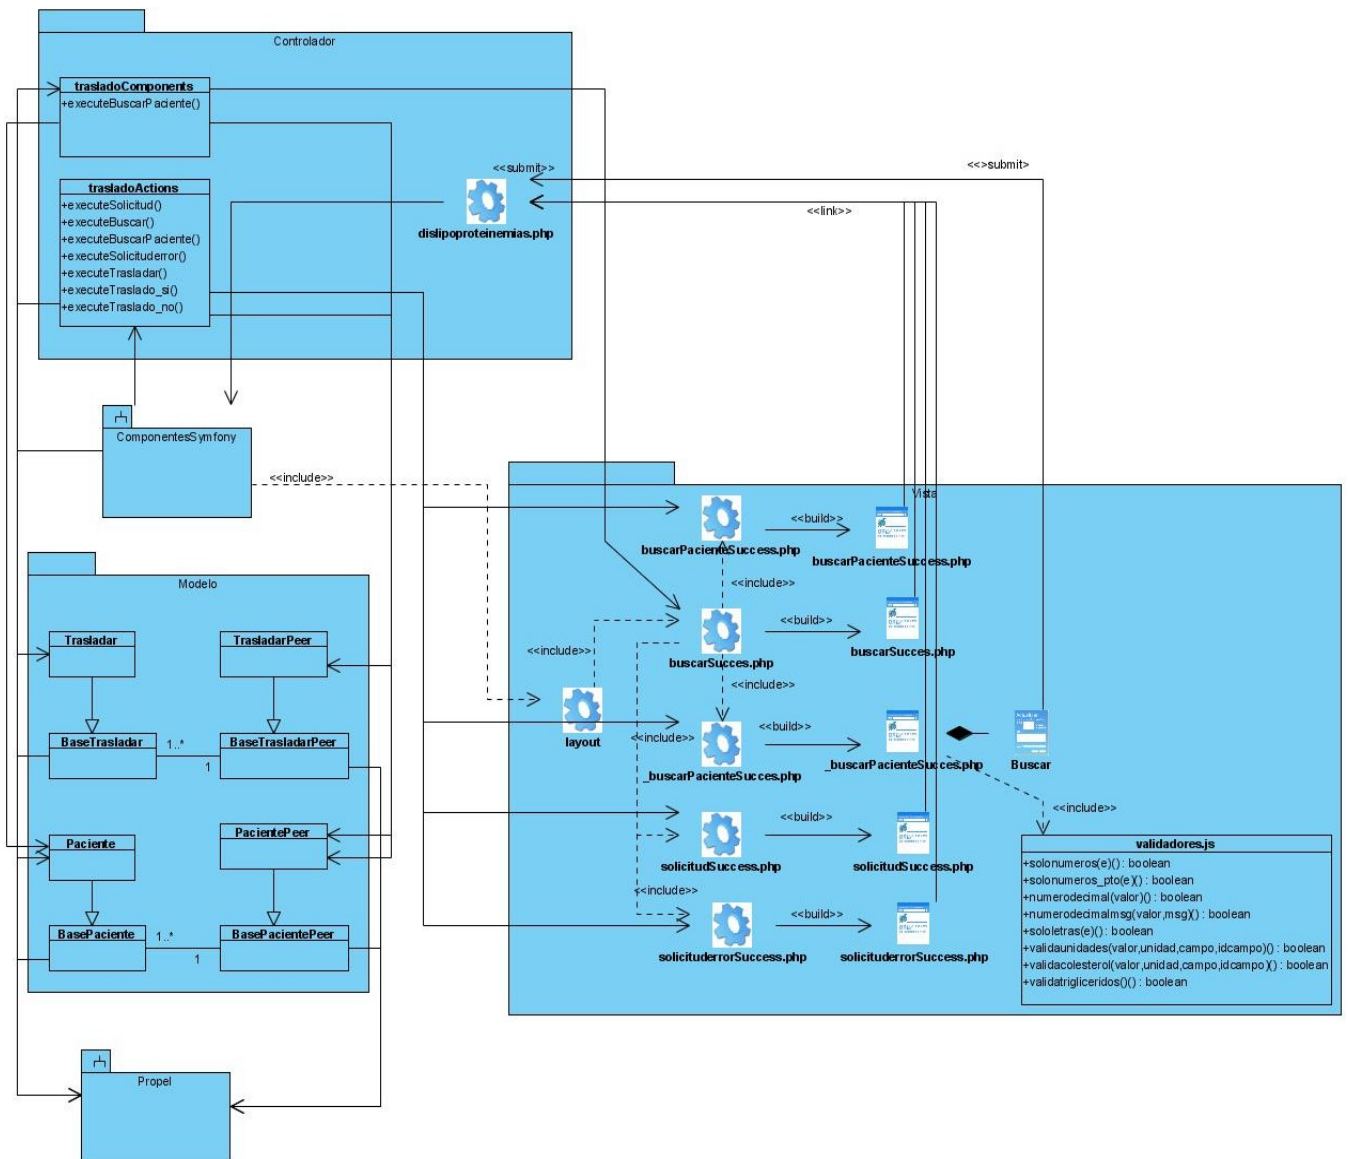 Controlador
trasladoComponents
+executeBuscarPaciente()
trasladoActions
+executeSolicitud()
+executeBuscar()
+executeBuscarPaciente()
+executeSolicituderror()
+executeTrasladar()
+executeTraslado_si()
+executeTraslado_no()
<<submit>>
dislipoproteinemias.php
<<>submit>
<<link>>
ComponentesSymfony
<<include>>
Modelo
Trasladar
TrasladarPeer
BaseTrasladar
1..*
1
BaseTrasladarPeer
Paciente
PacientePeer
BasePaciente
1..*
1
BasePacientePeer
Propel
Vista
buscarPacienteSuccess.php
<<build>>
buscarPacienteSuccess.php
<<include>>
buscarSucces.php
<<build>>
buscarSucces.php
<<include>>
<<include>>
layout
<<include>>
_buscarPacienteSucces.php
<<build>>
_buscarPacienteSucces.php
Buscar
<<include>>
solicitudSuccess.php
<<build>>
solicitudSuccess.php
<<include>>
solicituderrorSuccess.php
<<build>>
solicituderrorSuccess.php
validadores.js
+solonumeros(e)() : boolean
+solonumeros_pto(e)() : boolean
+numerodecimal(valor)() : boolean
+numerodecimalmsg(valor,msg)() : boolean
+sololetras(e)() : boolean
+validaunidades(valor,unidad,campo,idcampo)() : boolean
+validacolesterol(valor,unidad,campo,idcampo)() : boolean
+validatrigliceridos()() : boolean